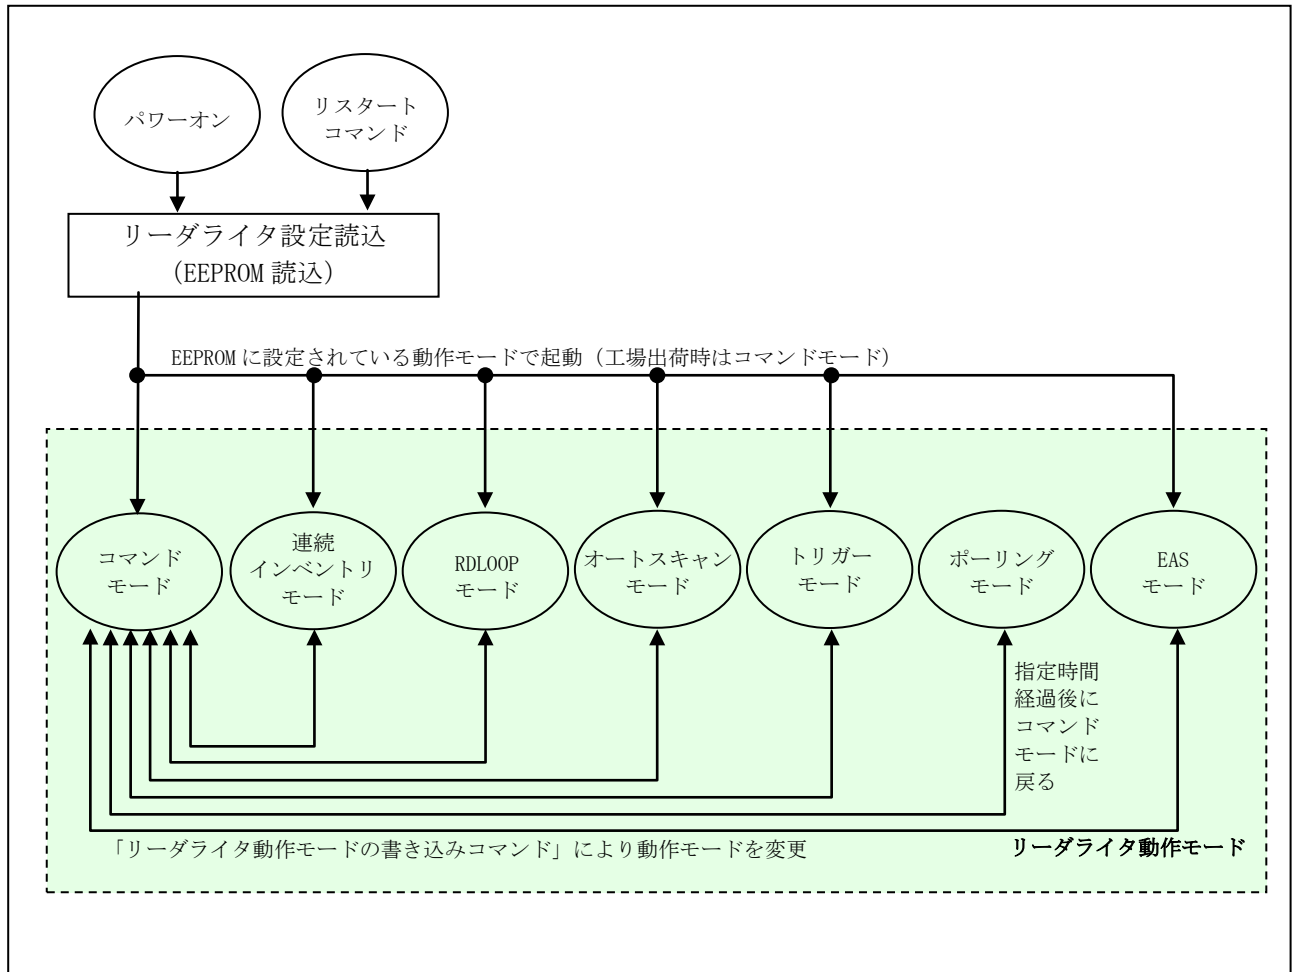 パワーオン
リスタート
コマンド
リーダライタ設定読込
（EEPROM 読込）
EEPROM に設定されている動作モードで起動（工場出荷時はコマンドモード）
コマンド
モード
連続
インベントリ
モード
RDLOOP
モード
オートスキャン
モード
トリガー
モード
ポーリング
モード
EAS
モード
指定時間
経過後に
コマンド
モードに
戻る
「リーダライタ動作モードの書き込みコマンド」により動作モードを変更
リーダライタ動作モード